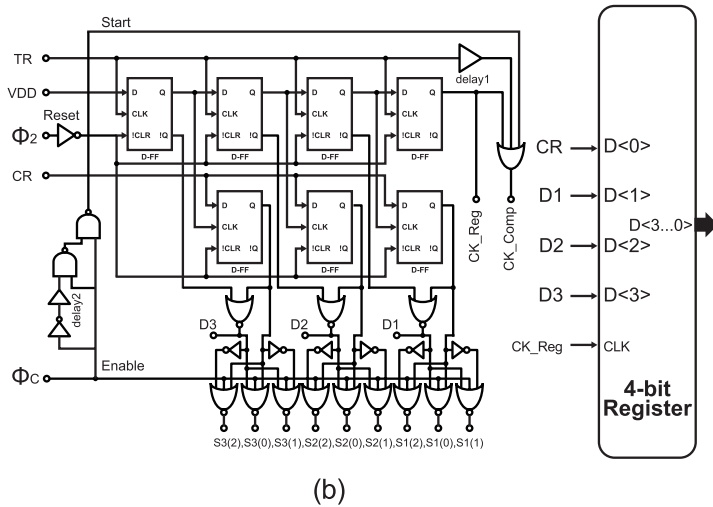 Start
TR
delay1
VDD
D Q D Q D Q D Q
CLK CLK CLK CLK
Reset
Φ2
!CLR !Q !CLR !Q !CLR !Q !CLR !Q
D-FF D-FF D-FF D-FF
CR
D Q D Q D Q
CLK CLK CLK
!CLR !Q !CLR !Q !CLR !Q
D-FF D-FF D-FF
CK_Reg
CK_Comp
delay2
D3 D2 D1
ΦC
Enable
S3(2),S3(0),S3(1),S2(2),S2(0),S2(1),S1(2),S1(0),S1(1)
CR D<0>
D1 D<1>
D<3...0>
D2 D<2>
D3 D<3>
CK_Reg CLK
4-bit
Register
(b)